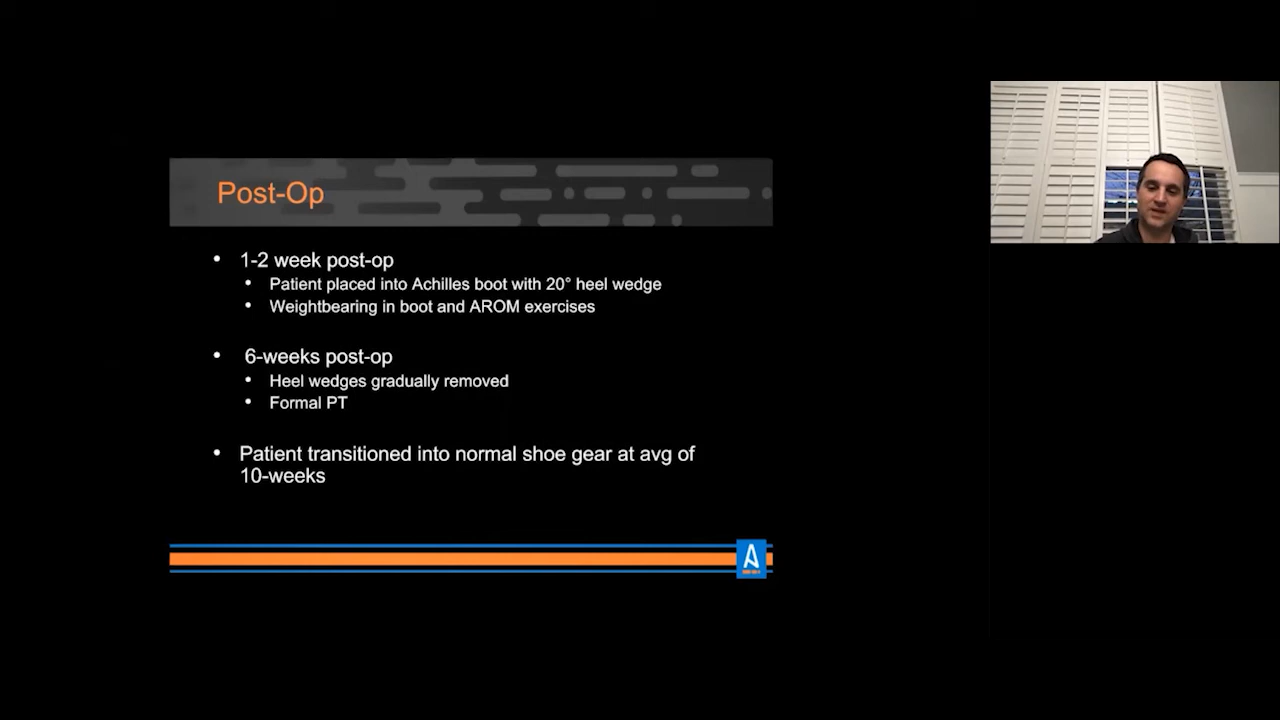 Post-Op
• 1-2 week post-op
• Patient placed into Achilles boot with 20° heel wedge
• Weightbearing in boot and AROM exercises
• 6-weeks post-op
• Heel wedges gradually removed
• Formal PT
• Patient transitioned into normal shoe gear at avg of
10-weeks
A